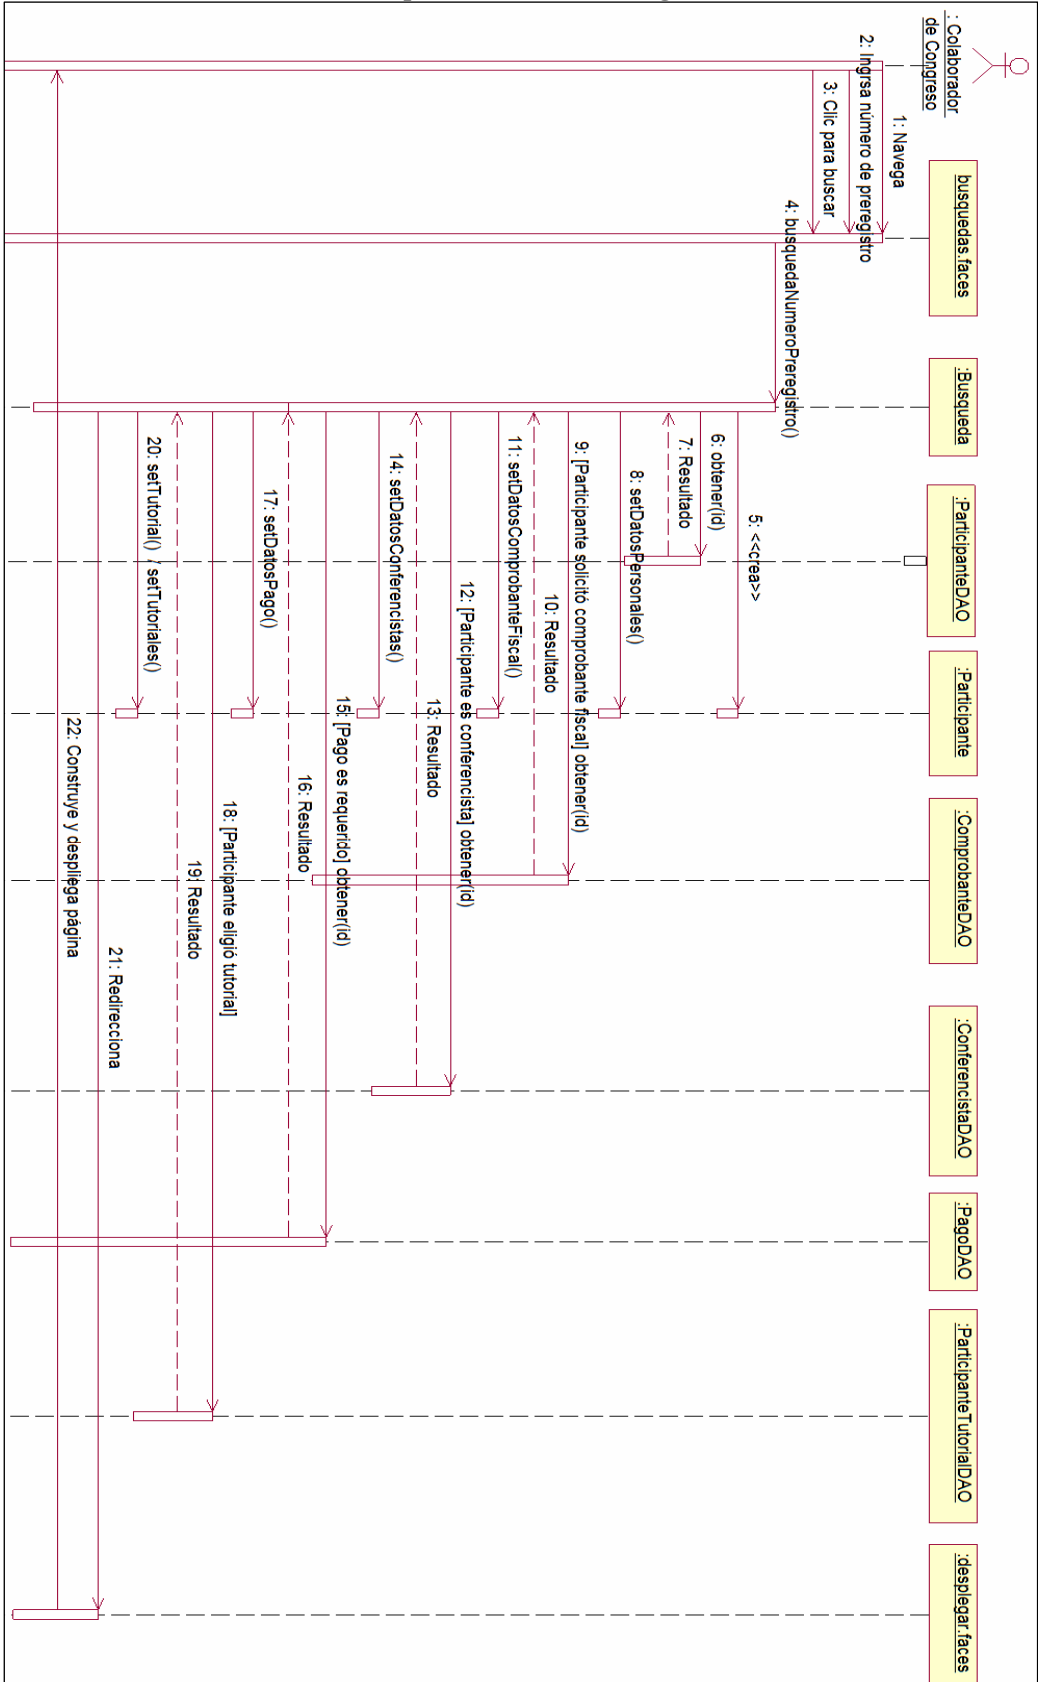 : Colaborador
de Congreso
busquedas.faces
:Busqueda
:ParticipanteDAO
:Participante
:ComprobanteDAO
:ConferencistaDAO
:PagoDAO
:ParticipanteTutorialDAO
:desplegar.faces
1: Navega
2: Ingrsa número de preregistro
3: Clic para buscar
4: busquedaNumeroPreregistro()
5: <<crea>>
6: obtener(id)
7: Resultado
8: setDatosPersonales()
9: [Participante solicitó comprobante fiscal] obtener(id)
10: Resultado
11: setDatosComprobanteFiscal()
12: [Participante es conferencista] obtener(id)
13: Resultado
14: setDatosConferencistas()
15: [Pago es requerido] obtener(id)
16: Resultado
17: setDatosPago()
18: [Participante eligió tutorial]
19: Resultado
20: setTutorial() / setTutoriales()
21: Redirecciona
22: Construye y despliega página